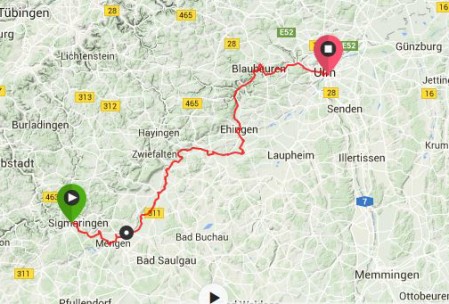 Tübingen
28
E52
28
Günzburg
Lichtenstein
E52
465
Blaubeuren
Ulm
313
28
16
Jetting
312
465
Senden
Burladingen
Hayingen
Ehingen
Krum
Zwiefalten
Laupheim
Illertissen
bstadt
463
311
7
Sigmaringen
Mengen
Bad Buchau
Bad Saulgau
311
Memmingen
Pfullendorf
Ottobeuren